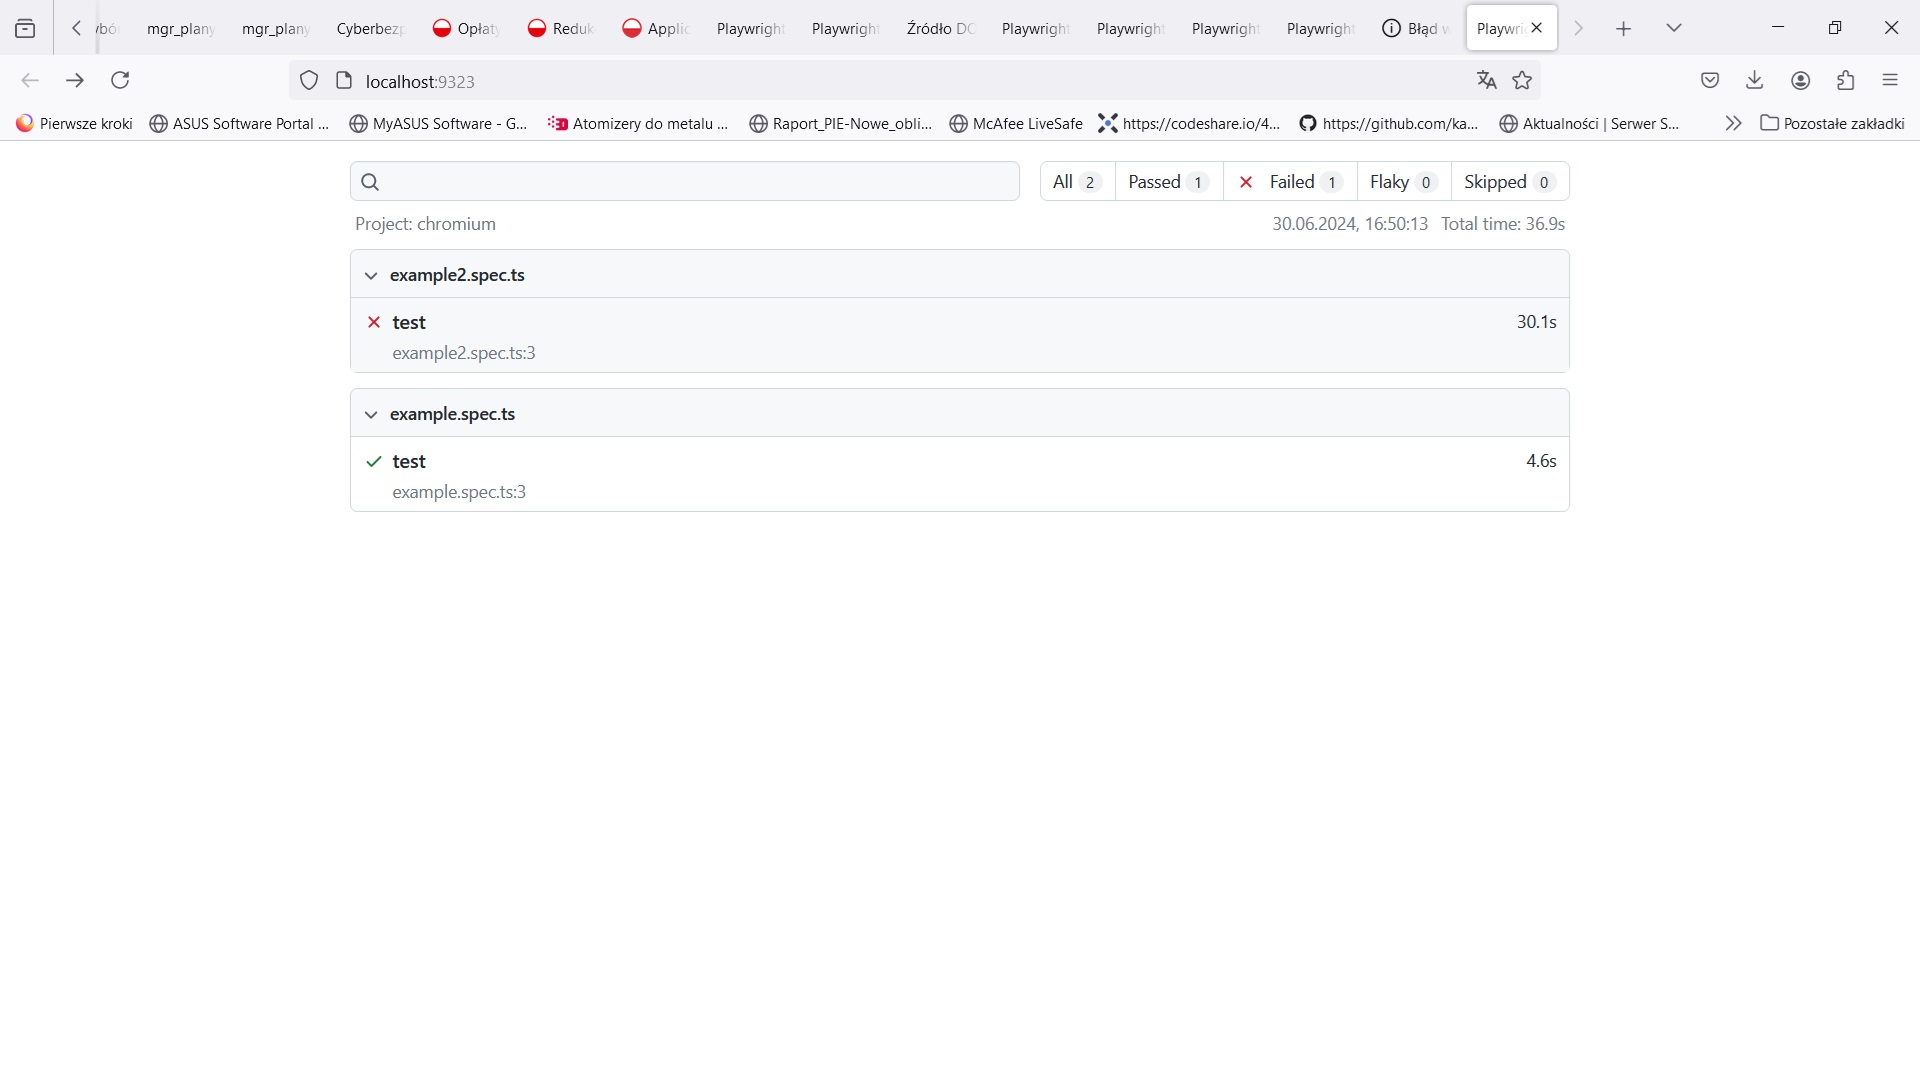 mgr_plany
mgr_plany
Cyberbezp
Opłaty
Reduk
Applic
Playwright
Playwright
Źródło DO
Playwright
Playwright
Playwright
Playwright
Błąd w
Playwri
localhost:9323
Pierwsze kroki
ASUS Software Portal ...
MyASUS Software - G...
Atomizery do metalu ...
Raport_PIE-Nowe_obli...
McAfee LiveSafe
https://codeshare.io/4...
https://github.com/ka...
Aktualności | Serwer S...
Pozostałe zakładki
All 2
Passed 1
Failed 1
Flaky 0
Skipped 0
Project: chromium
30.06.2024, 16:50:13 Total time: 36.9s
example2.spec.ts
test 30.1s
example2.spec.ts:3
example.spec.ts
test 4.6s
example.spec.ts:3